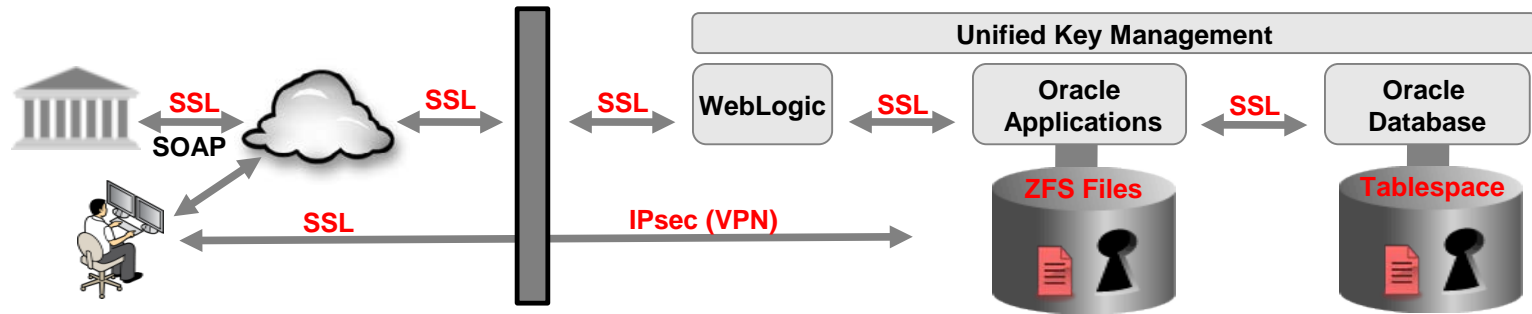 Unified Key Management
SSL
SOAP
SSL
SSL
WebLogic
SSL
Oracle
Applications
SSL
Oracle
Database
ZFS Files
Tablespace
SSL
IPsec (VPN)